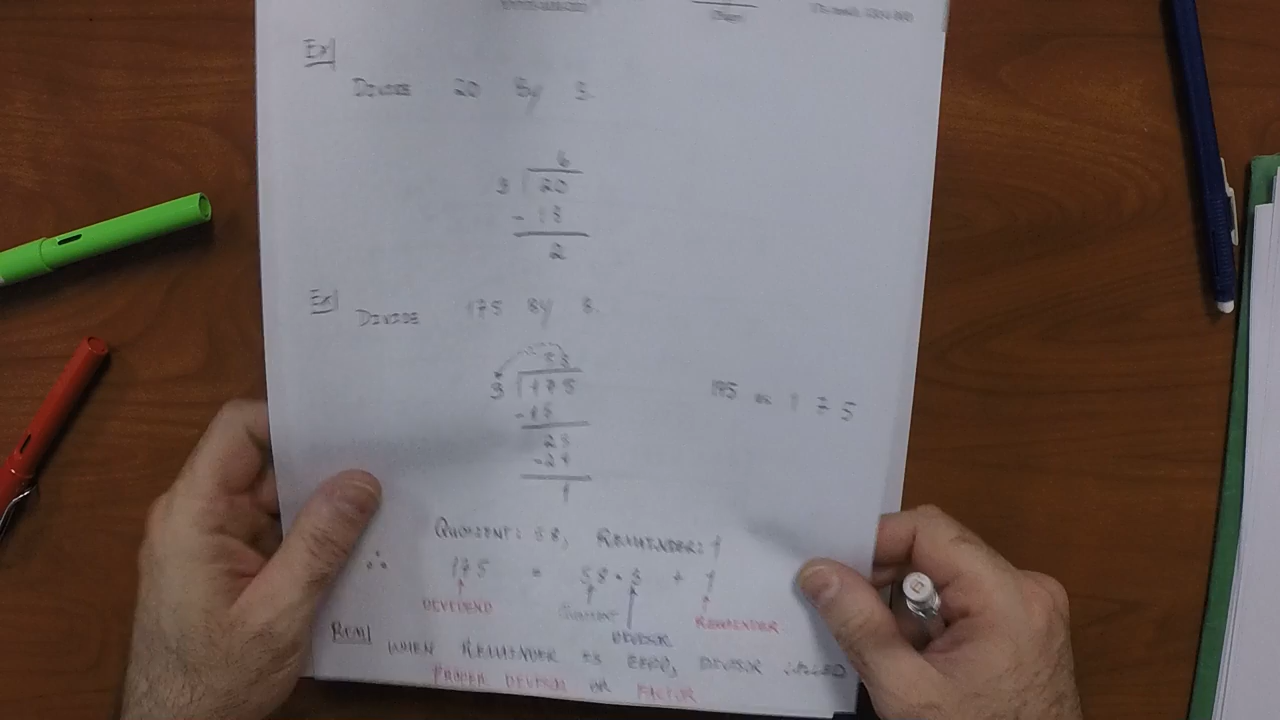 Ex|
DIVIDE 20 By 3.
6
3 20
- 18
2
Ex|
DIVIDE 175 By 3.
58
3 175
-15
25
-24
1
175 = 1 7 5
QUOTIENT: 58, REMAINDER: 1
∴ 175 = 58 · 3 + 1
DIVIDEND QUOTIENT DIVISOR REMAINDER
Rem| WHEN REMAINDER IS ZERO, DIVISOR CALLED
PROPER DIVISOR OR FACTOR